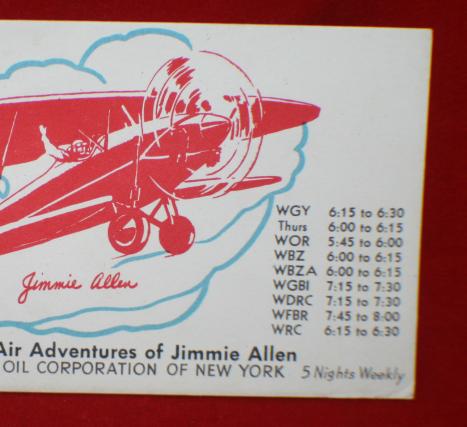 WGY 6:15 to 6:30
Thurs 6:00 to 6:15
WOR 5:45 to 6:00
WBZ 6:00 to 6:15
WBZA 6:00 to 6:15
WGBI 7:15 to 7:30
WDRC 7:15 to 7:30
WFBR 7:45 to 8:00
WRC 6:15 to 6:30
Jimmie Allen
Air Adventures of Jimmie Allen
OIL CORPORATION OF NEW YORK 5 Nights Weekly